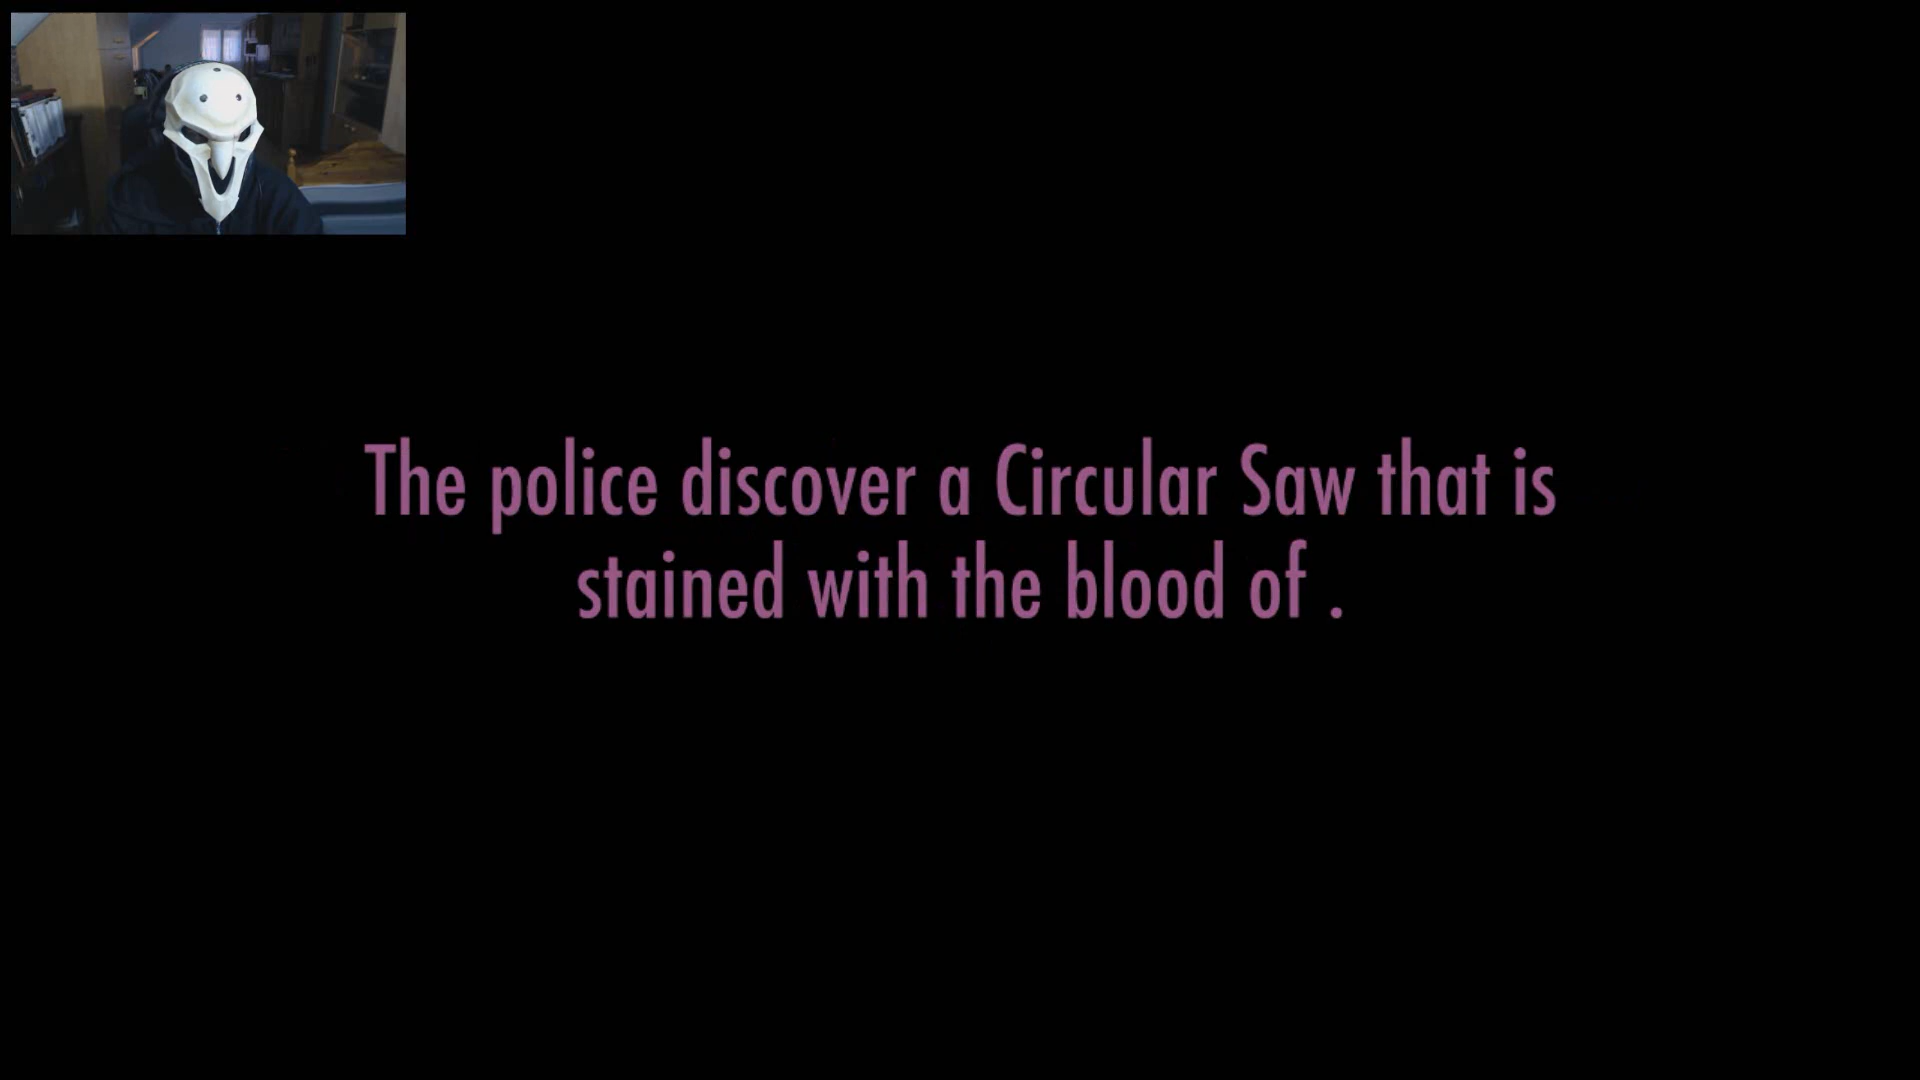 The police discover a Circular Saw that is
stained with the blood of .